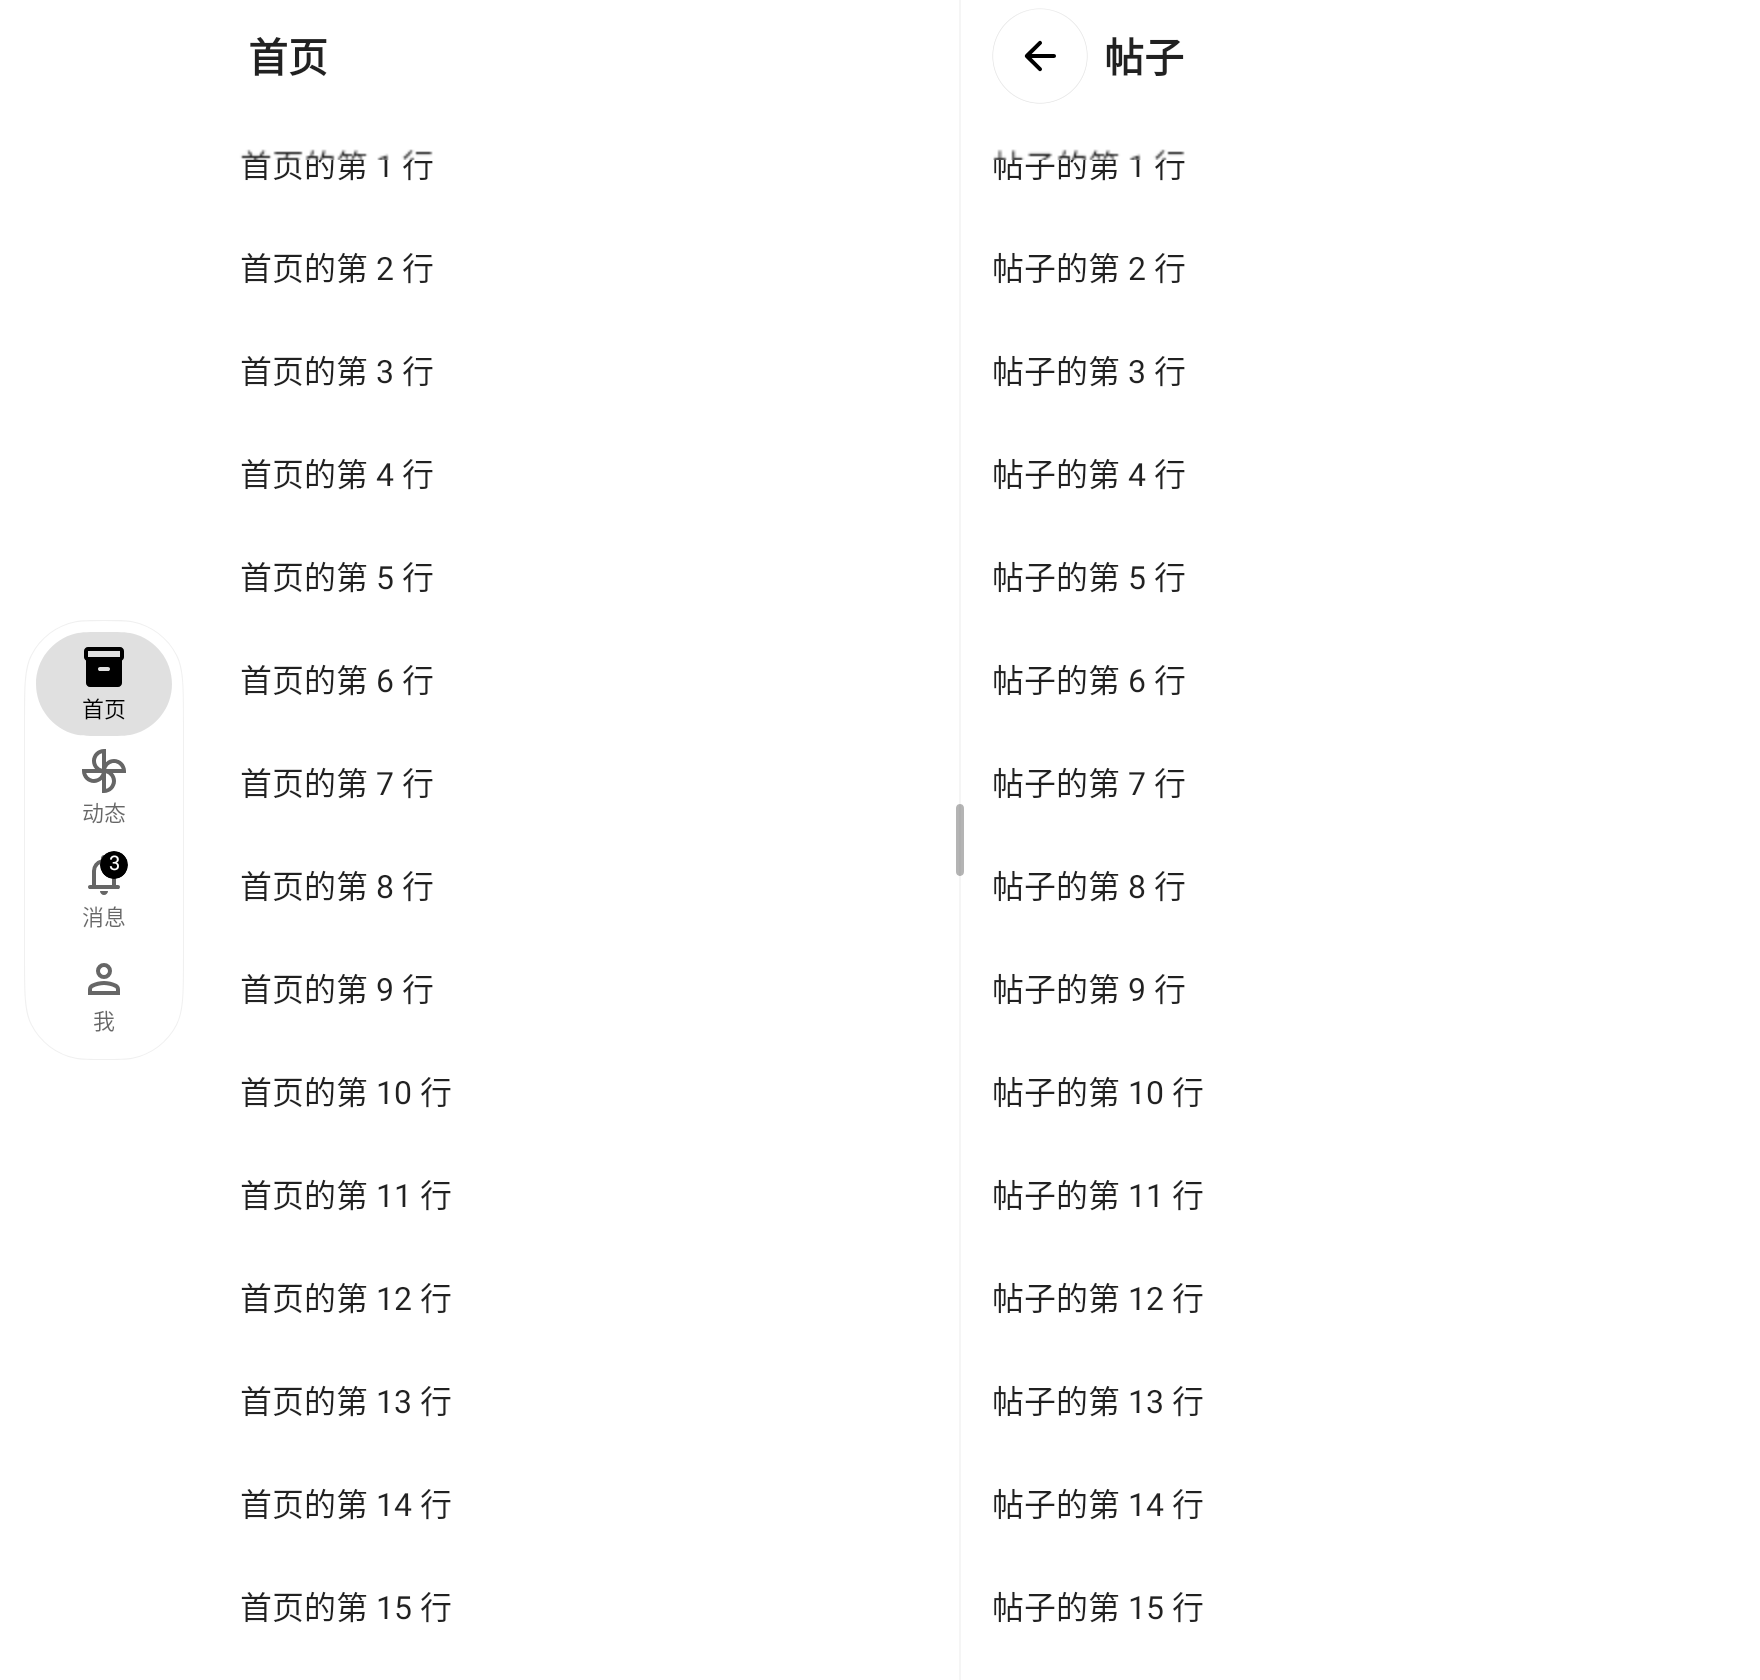 首页
首页的第 1 行
首页的第 2 行
首页的第 3 行
首页的第 4 行
首页的第 5 行
首页的第 6 行
首页的第 7 行
首页的第 8 行
首页的第 9 行
首页的第 10 行
首页的第 11 行
首页的第 12 行
首页的第 13 行
首页的第 14 行
首页的第 15 行
首页
动态
3
消息
我
帖子
帖子的第 1 行
帖子的第 2 行
帖子的第 3 行
帖子的第 4 行
帖子的第 5 行
帖子的第 6 行
帖子的第 7 行
帖子的第 8 行
帖子的第 9 行
帖子的第 10 行
帖子的第 11 行
帖子的第 12 行
帖子的第 13 行
帖子的第 14 行
帖子的第 15 行